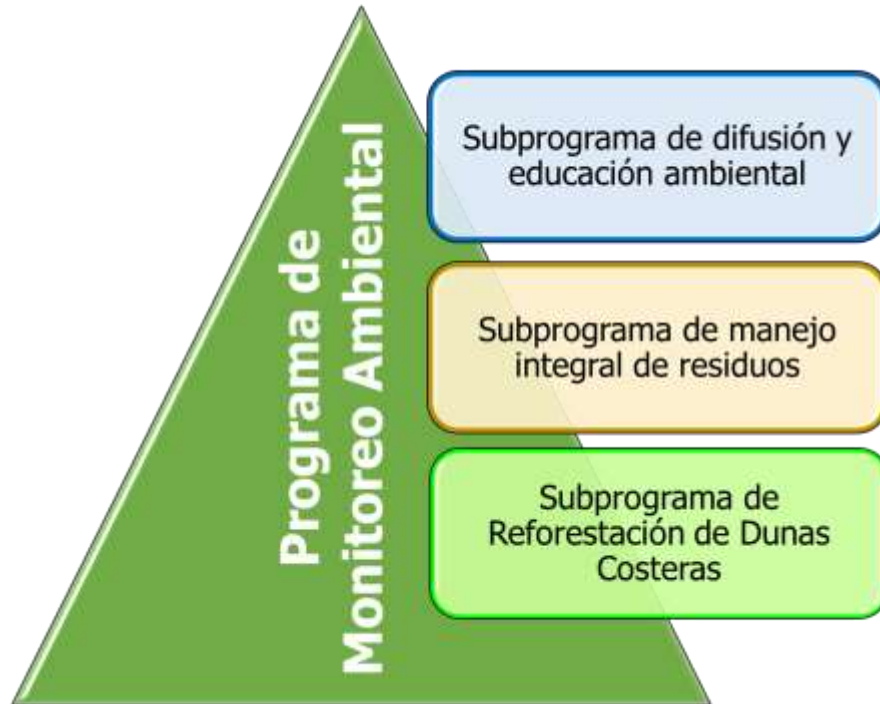 Programa de
Monitoreo Ambiental
Subprograma de difusión y
educación ambiental
Subprograma de manejo
integral de residuos
Subprograma de
Reforestación de Dunas
Costeras